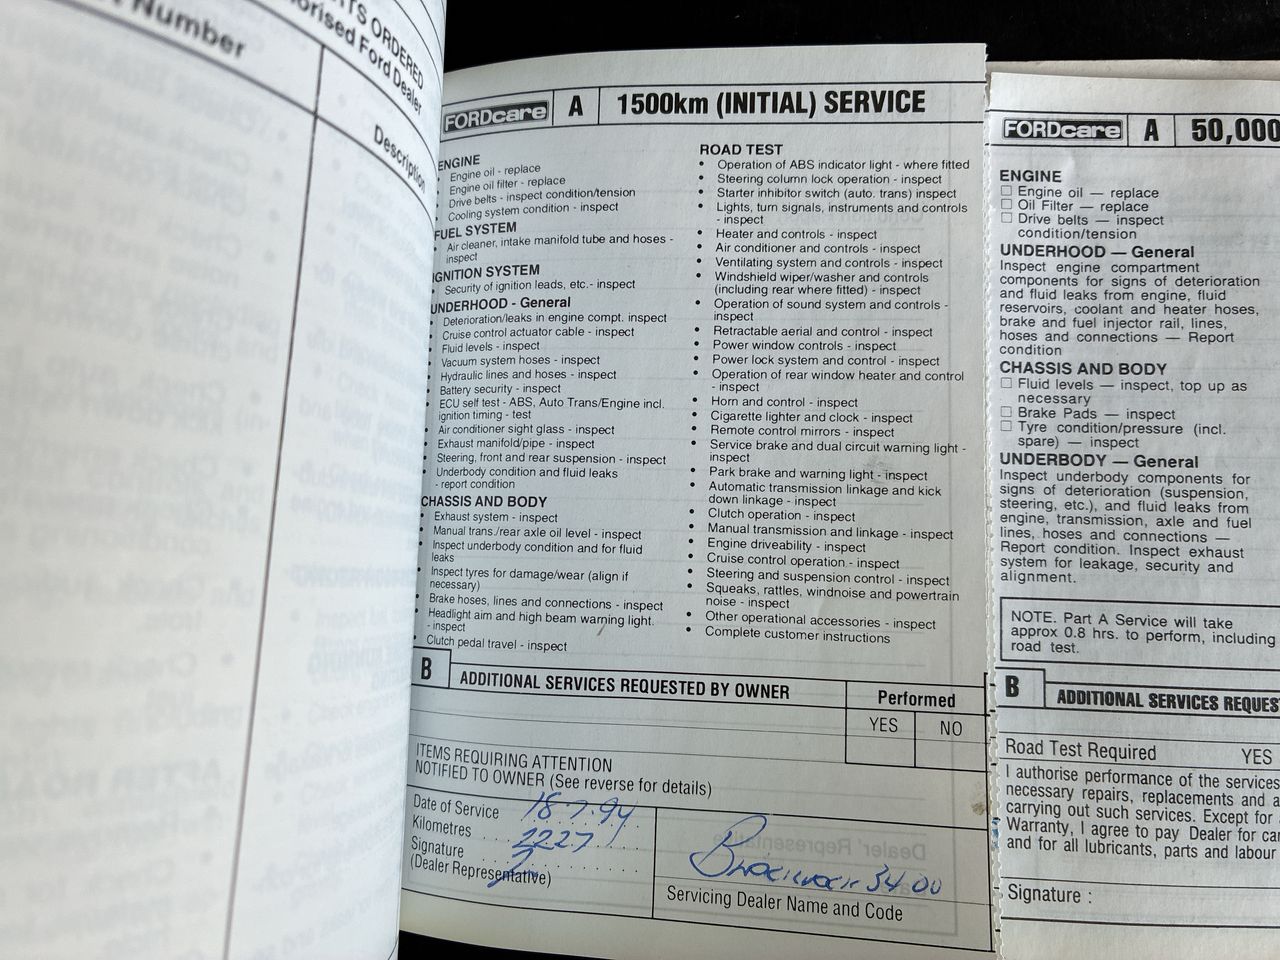 TS ORDERED
orised Ford Dealer
Number
Description
FORDcare A 1500km (INITIAL) SERVICE
ENGINE
Engine oil - replace
Engine oil filter - replace
Drive belts - inspect condition/tension
Cooling system condition - inspect
FUEL SYSTEM
Air cleaner, intake manifold tube and hoses -
inspect
IGNITION SYSTEM
• Security of ignition leads, etc.- inspect
UNDERHOOD - General
• Deterioration/leaks in engine compt. inspect
• Cruise control actuator cable - inspect
• Fluid levels - inspect
• Vacuum system hoses - inspect
• Hydraulic lines and hoses - inspect
• Battery security - inspect
• ECU self test - ABS, Auto Trans/Engine incl.
ignition timing - test
• Air conditioner sight glass - inspect
• Exhaust manifold/pipe - inspect
• Steering, front and rear suspension - inspect
• Underbody condition and fluid leaks
- report condition
CHASSIS AND BODY
• Exhaust system - inspect
• Manual trans./rear axle oil level - inspect
• Inspect underbody condition and for fluid
leaks
• Inspect tyres for damage/wear (align if
necessary)
• Brake hoses, lines and connections - inspect
• Headlight aim and high beam warning light.
- inspect
• Clutch pedal travel - inspect
ROAD TEST
• Operation of ABS indicator light - where fitted
• Steering column lock operation - inspect
• Starter inhibitor switch (auto. trans) inspect
• Lights, turn signals, instruments and controls
- inspect
• Heater and controls - inspect
• Air conditioner and controls - inspect
• Ventilating system and controls - inspect
• Windshield wiper/washer and controls
(including rear where fitted) - inspect
• Operation of sound system and controls -
inspect
• Retractable aerial and control - inspect
• Power window controls - inspect
• Power lock system and control - inspect
• Operation of rear window heater and control
- inspect
• Horn and control - inspect
• Cigarette lighter and clock - inspect
• Remote control mirrors - inspect
• Service brake and dual circuit warning light -
inspect
• Park brake and warning light - inspect
• Automatic transmission linkage and kick
down linkage - inspect
• Clutch operation - inspect
• Manual transmission and linkage - inspect
• Engine driveability - inspect
• Cruise control operation - inspect
• Steering and suspension control - inspect
• Squeaks, rattles, windnoise and powertrain
noise - inspect
• Other operational accessories - inspect
• Complete customer instructions
B ADDITIONAL SERVICES REQUESTED BY OWNER
Performed
YES NO
ITEMS REQUIRING ATTENTION
NOTIFIED TO OWNER (See reverse for details)
Date of Service 18.7.94
Kilometres 2227
Signature
(Dealer Representative)
34 00
Servicing Dealer Name and Code
FORDcare A 50,000
ENGINE
☐ Engine oil — replace
☐ Oil Filter — replace
☐ Drive belts — inspect
condition/tension
UNDERHOOD — General
Inspect engine compartment
components for signs of deterioration
and fluid leaks from engine, fluid
reservoirs, coolant and heater hoses,
brake and fuel injector rail, lines,
hoses and connections — Report
condition
CHASSIS AND BODY
☐ Fluid levels — inspect, top up as
necessary
☐ Brake Pads — inspect
☐ Tyre condition/pressure (incl.
spare) — inspect
UNDERBODY — General
Inspect underbody components for
signs of deterioration (suspension,
steering, etc.), and fluid leaks from
engine, transmission, axle and fuel
lines, hoses and connections —
Report condition. Inspect exhaust
system for leakage, security and
alignment.
NOTE. Part A Service will take
approx 0.8 hrs. to perform, including
road test.
B ADDITIONAL SERVICES REQUES
Road Test Required YES
I authorise performance of the services
necessary repairs, replacements and a
carrying out such services. Except for
Warranty, I agree to pay Dealer for
and for all lubricants, parts and labour
Signature :